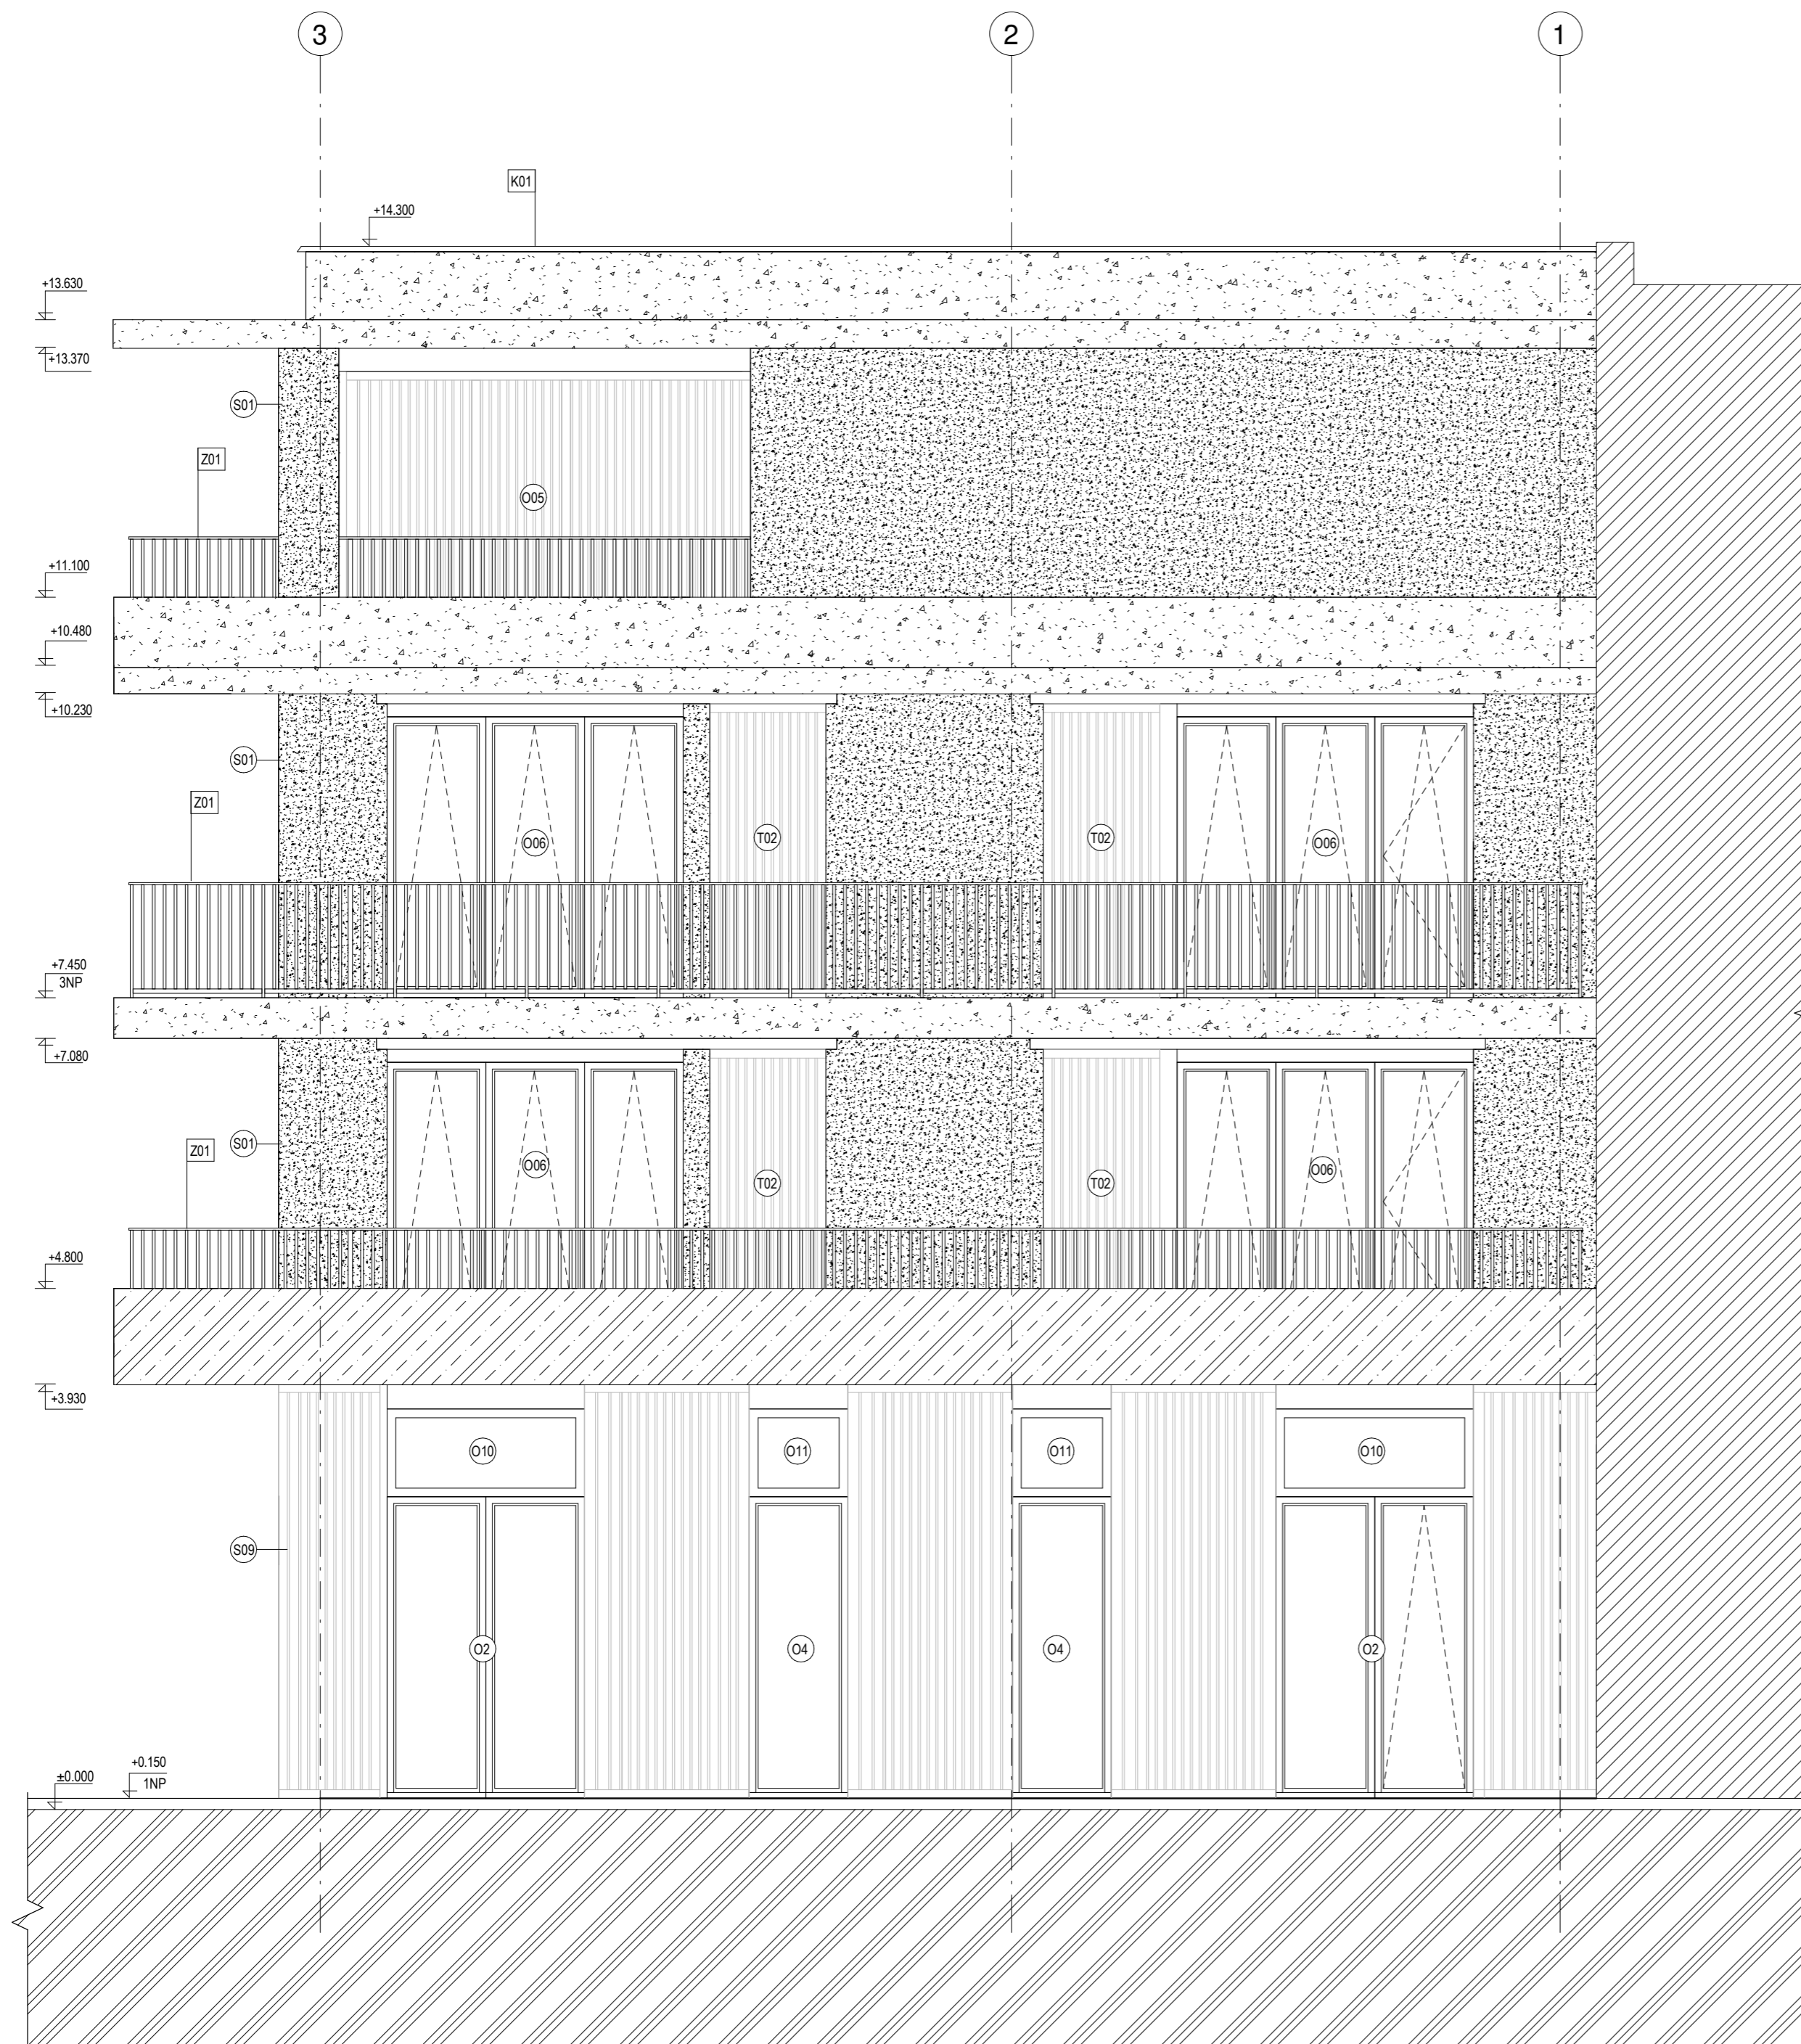 3 2 1
K01
+14.300
+13.630
+13.370
S01
Z01
O05
+11.100
+10.480
+10.230
S01
Z01
O06 T02 T02 O06
+7.450
3NP
+7.080
S01
Z01
O06 T02 T02 O06
+4.800
+3.930
O10 O11 O11 O10
S09
O2 O4 O4 O2
+0.150
±0.000 1NP